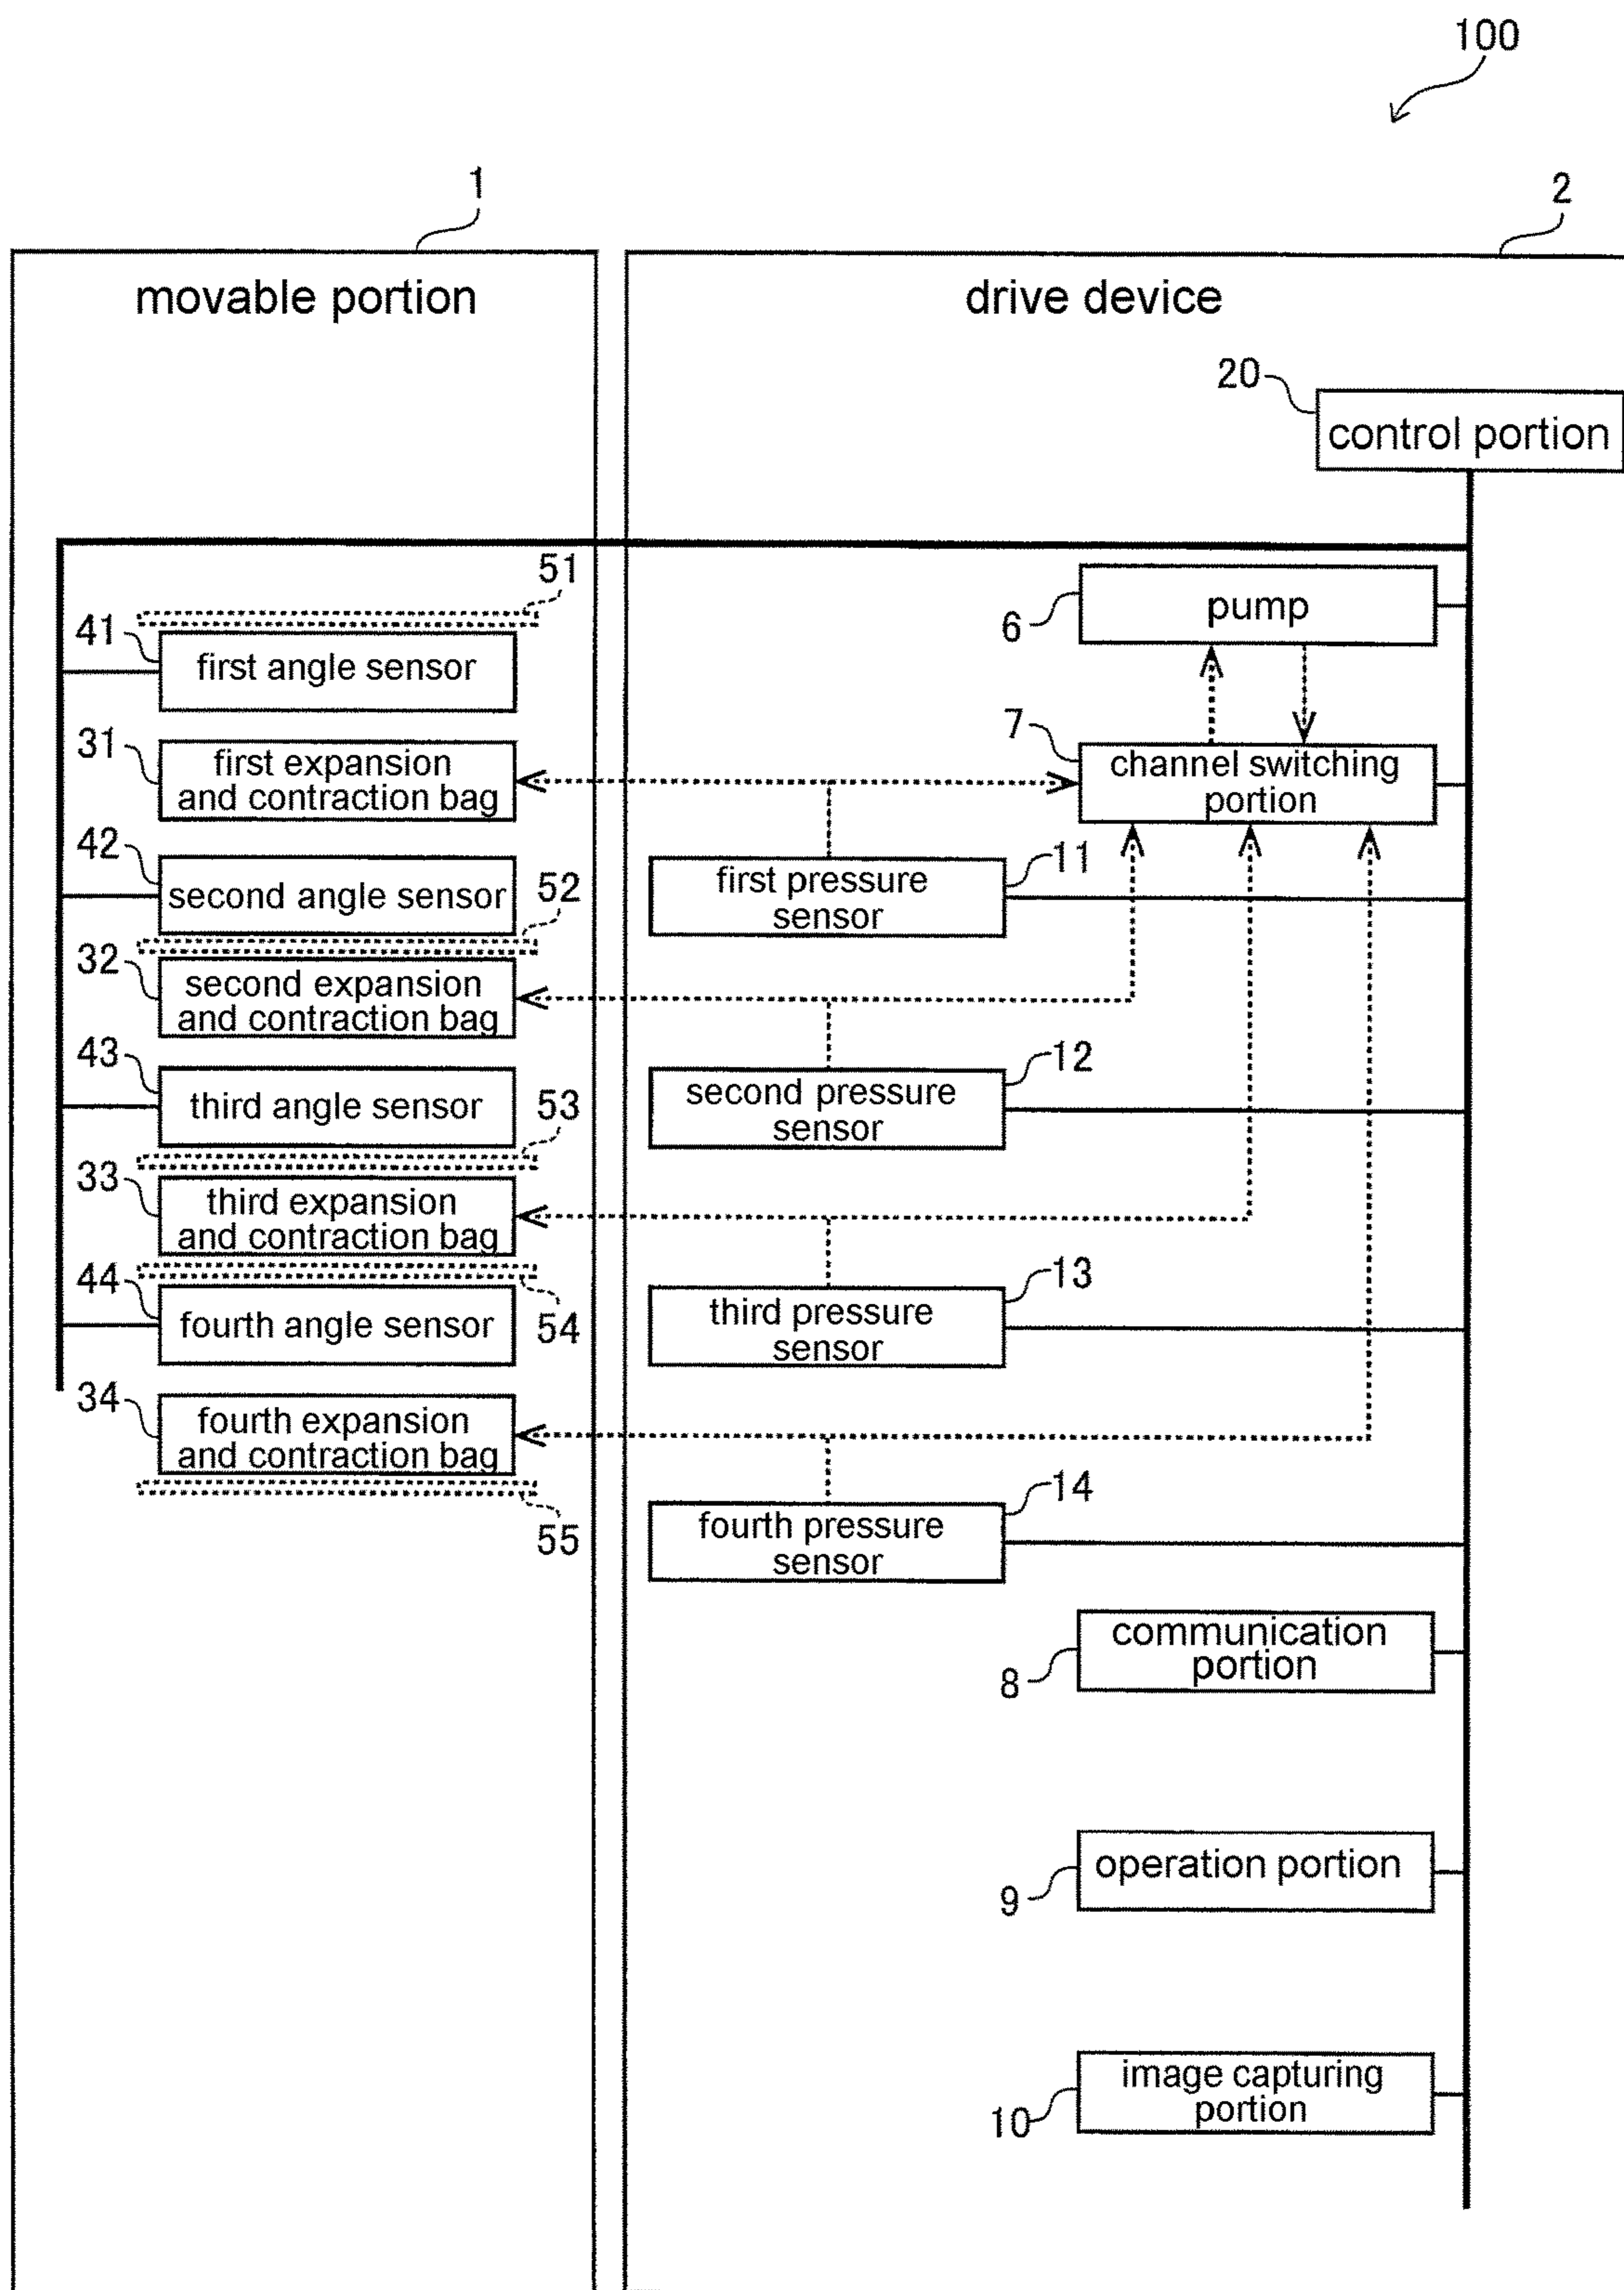 100
1
2
movable portion
drive device
20
control portion
51
41
first angle sensor
6
pump
31
first expansion
and contraction bag
7
channel switching
portion
42
second angle sensor
52
11
first pressure
sensor
32
second expansion
and contraction bag
43
third angle sensor
53
12
second pressure
sensor
33
third expansion
and contraction bag
44
fourth angle sensor
54
13
third pressure
sensor
34
fourth expansion
and contraction bag
55
14
fourth pressure
sensor
8
communication
portion
9
operation portion
10
image capturing
portion